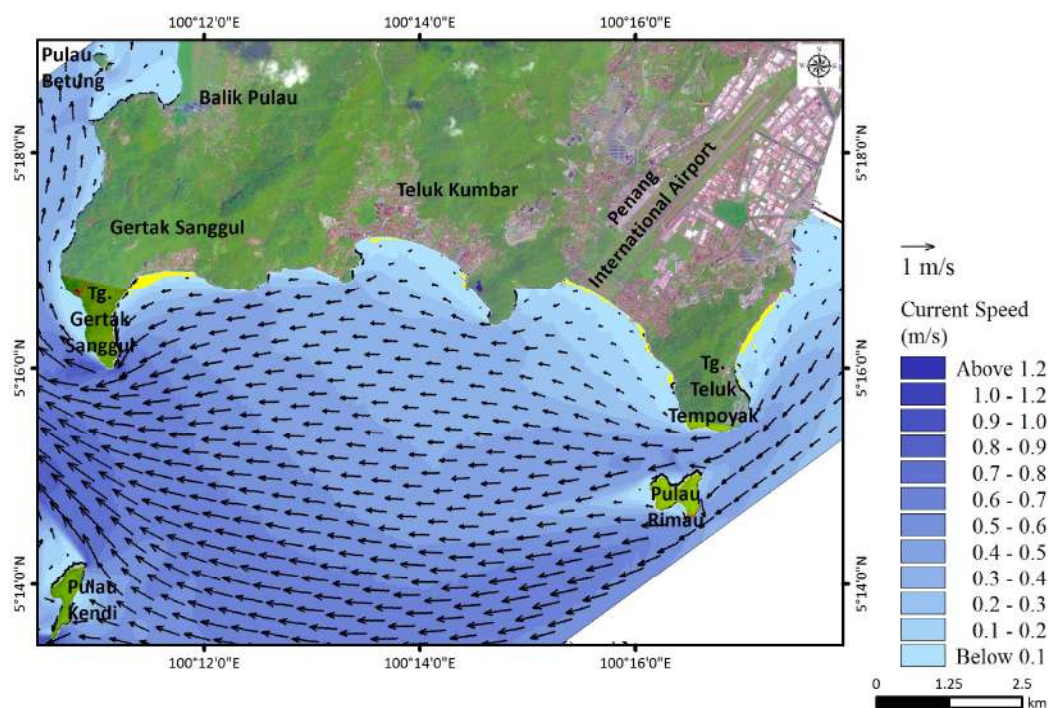 100°12'0"E
100°14'0"E
100°16'0"E
Pulau
Betung
Balik Pulau
5°18'0"N
5°18'0"N
Teluk Kumbar
Penang
International Airport
Gertak Sanggul
1 m/s
Tg.
Gertak
Sanggul
Current Speed
(m/s)
5°16'0"N
5°16'0"N
Tg.
Teluk
Tempoyak
Above 1.2
1.0 - 1.2
0.9 - 1.0
0.8 - 0.9
0.7 - 0.8
0.6 - 0.7
0.5 - 0.6
0.4 - 0.5
0.3 - 0.4
0.2 - 0.3
0.1 - 0.2
Below 0.1
Pulau
Rimau
5°14'0"N
5°14'0"N
Pulau
Kendi
100°12'0"E
100°14'0"E
100°16'0"E
0
1.25
2.5
km